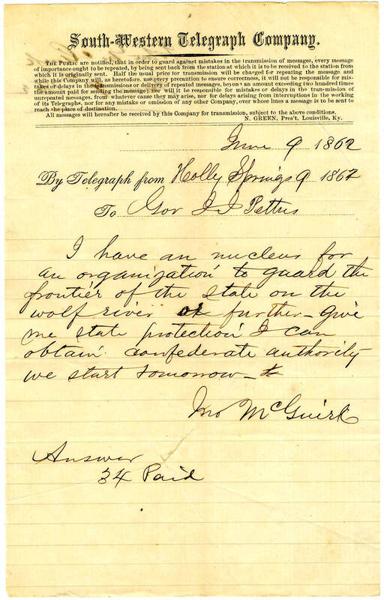 South-Western Telegraph Company.
THE PUBLIC are notified, that in order to guard against mistakes in the transmission of messages, every message
of importance ought to be repeated, by being sent back from the station at which it is to be received to the station from
which it is originally sent. Half the usual price for transmission will be charged for repeating the message and
while this Company will, as heretofore, use every precaution to ensure correctness, it will not be responsible for mis-
takes or delays in the transmission or delivery of repeated messages, beyond an amount exceeding two hundred times
the amount paid for sending the message; nor will it be responsible for mistakes or delays in the transmission of
unrepeated messages, from whatever cause they may arise, nor for delays arising from interruptions in the working
of its Telegraphs, nor for any mistake or omission of any other Company, over whose lines a message is to be sent to
reach the place of destination.
All messages will hereafter be received by this Company for transmission, subject to the above conditions.
N. GREEN, Pres't, Louisville, Ky.
June 9 1862
By Telegraph from Holly Springs 9 1862
To Gov J J Pettus
I have an nucleus for
an organization to guard the
frontier of the state on the
wolf river or further - give
me state protection I can
obtain confederate authority
we start tomorrow -
Jno McGuirk
Answer
34 Paid